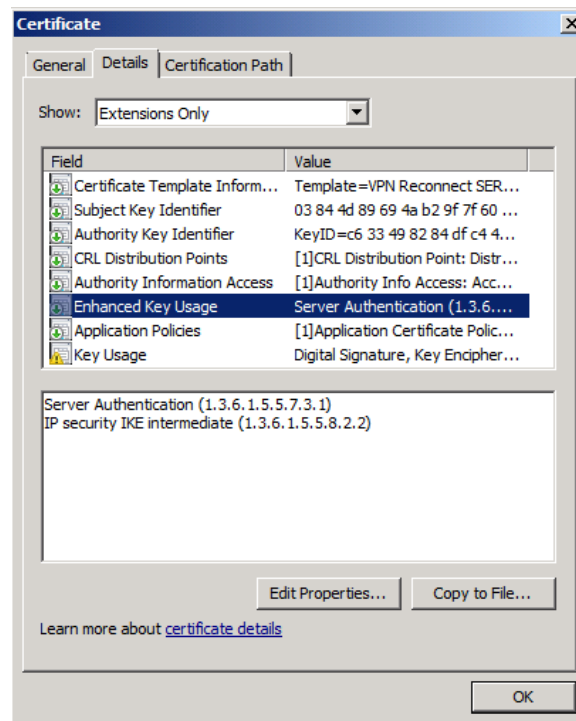 Certificate
General Details Certification Path
Show: Extensions Only
Field Value
Certificate Template Inform... Template=VPN Reconnect SER...
Subject Key Identifier 03 84 4d 89 69 4a b2 9f 7f 60 ...
Authority Key Identifier KeyID=c6 33 49 82 84 df c4 4...
CRL Distribution Points [1]CRL Distribution Point: Distr...
Authority Information Access [1]Authority Info Access: Acc...
Enhanced Key Usage Server Authentication (1.3.6....
Application Policies [1]Application Certificate Polic...
Key Usage Digital Signature, Key Encipher...
Server Authentication (1.3.6.1.5.5.7.3.1)
IP security IKE intermediate (1.3.6.1.5.5.8.2.2)
Edit Properties... Copy to File...
Learn more about certificate details
OK